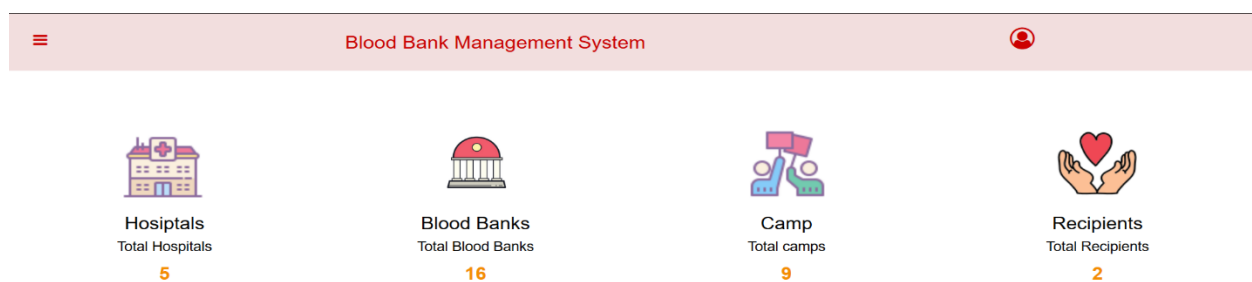 Blood Bank Management System
Hosiptals
Total Hospitals
5
Blood Banks
Total Blood Banks
16
Camp
Total camps
9
Recipients
Total Recipients
2